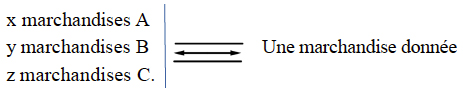 x marchandises A
y marchandises B
Une marchandise donnée
z marchandises C.